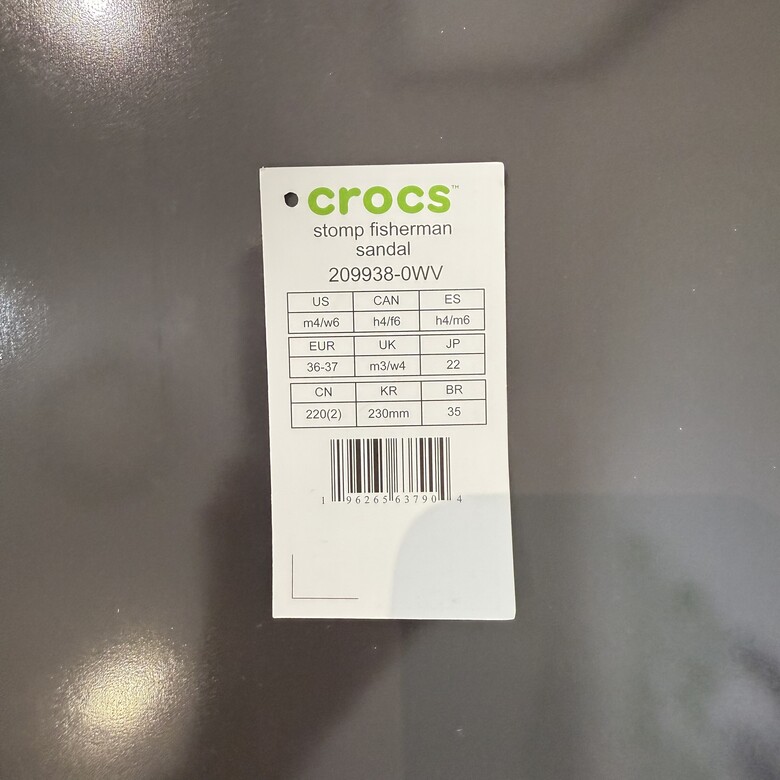 crocs™
stomp fisherman
sandal
209938-0WV
US CAN ES
m4/w6 h4/f6 h4/m6
EUR UK JP
36-37 m3/w4 22
CN KR BR
220(2) 230mm 35
1 96265 63790 4